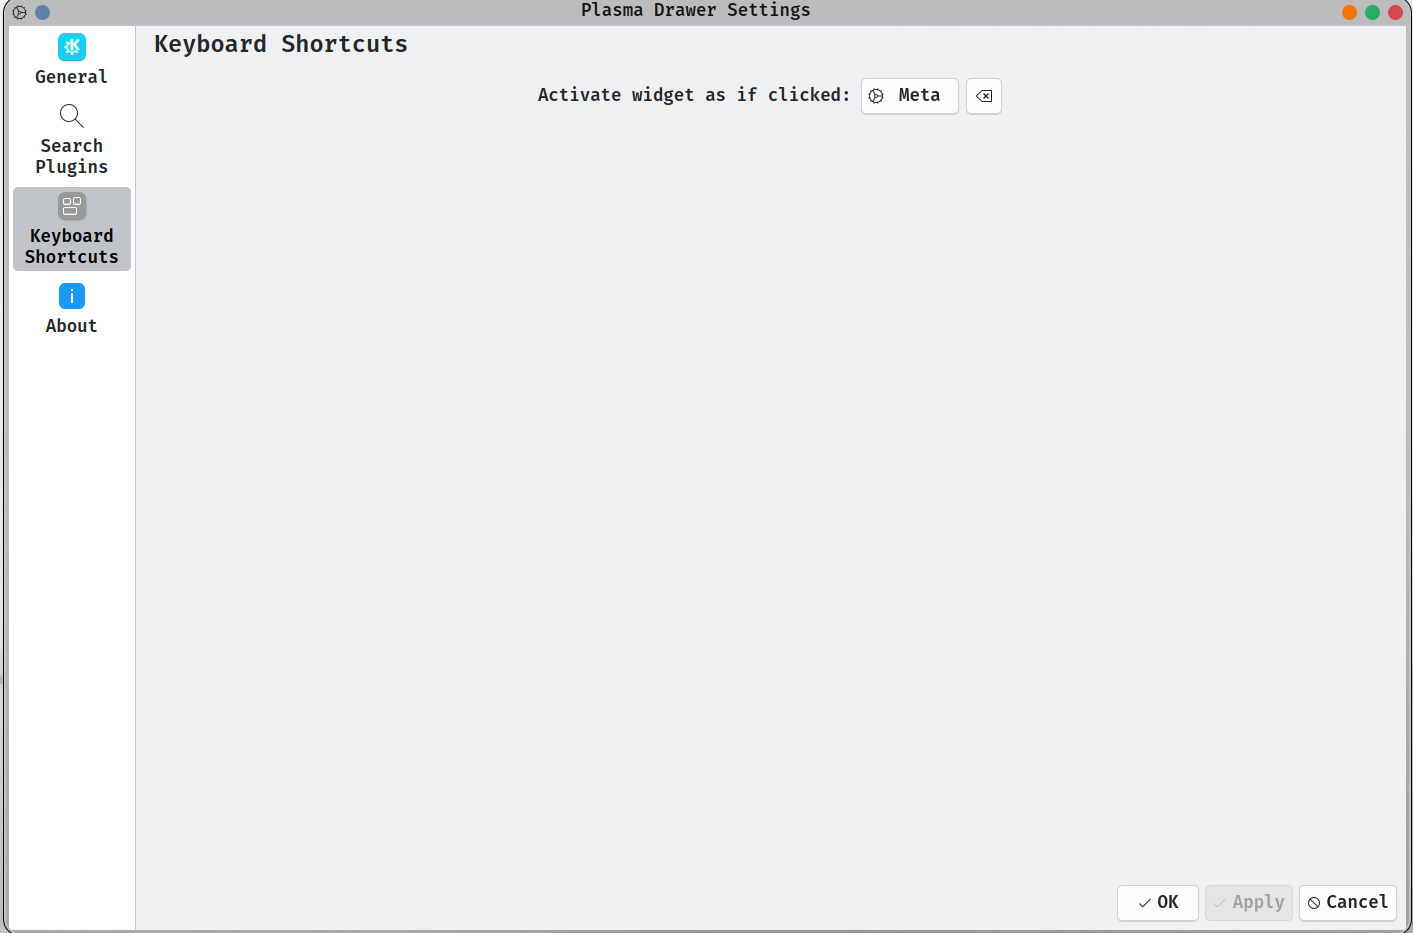 Plasma Drawer Settings
General
Search
Plugins
Keyboard
Shortcuts
About
Keyboard Shortcuts
Activate widget as if clicked: Meta
OK Apply Cancel